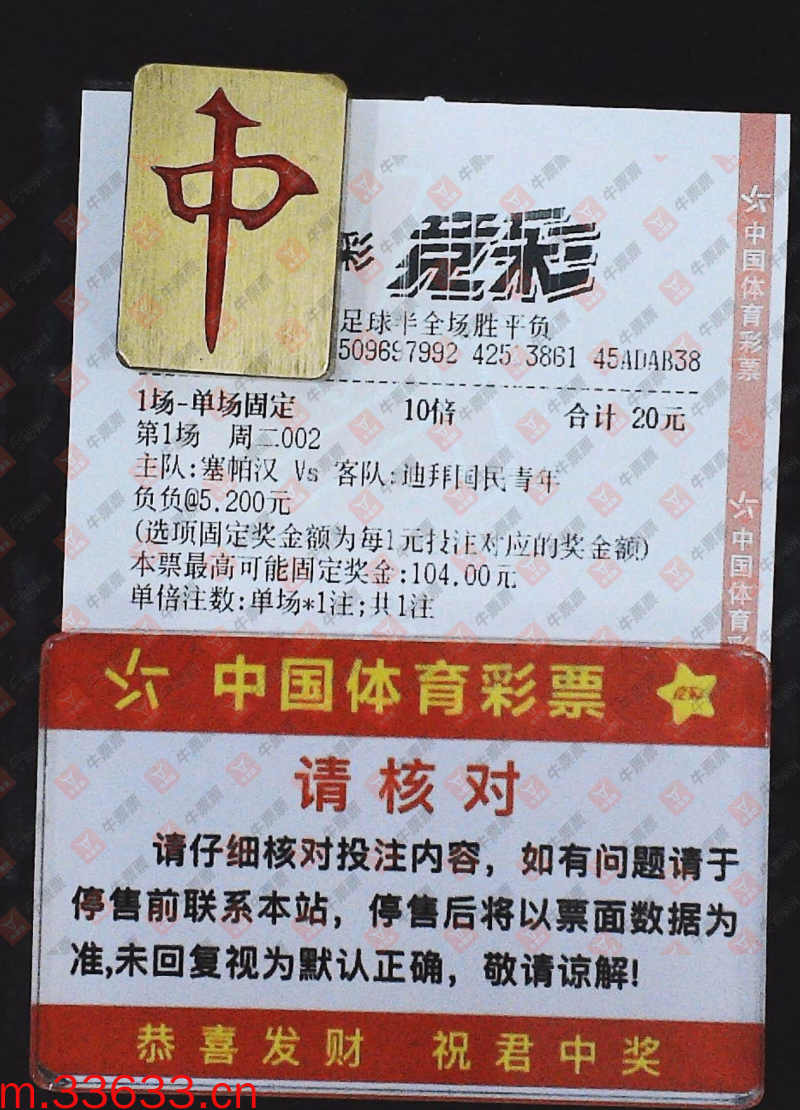 中
彩 竞彩
足球半全场胜平负
509697992 425 3861 45ADAB38
1场-单场固定 10倍 合计 20元
第1场 周二002
主队:塞帕汉 Vs 客队:迪拜国民青年
负负@5.200元
(选项固定奖金额为每1元投注对应的奖金额)
本票最高可能固定奖金:104.00元
单倍注数:单场*1注;共1注
中国体育彩票
中国体育彩
中国体育彩票
请核对
请仔细核对投注内容，如有问题请于
停售前联系本站，停售后将以票面数据为
准,未回复视为默认正确，敬请谅解!
恭喜发财 祝君中奖
牛票票
m.33633.cn